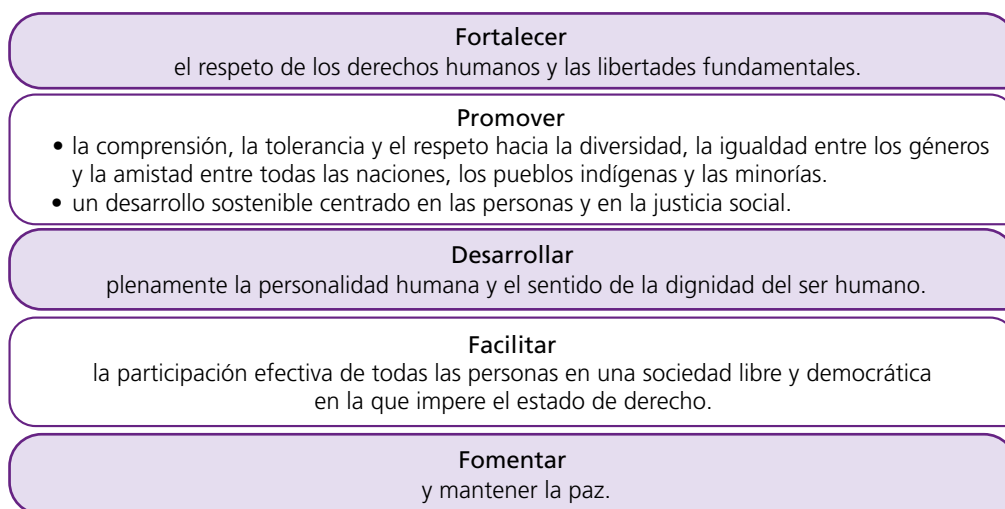 Fortalecer
el respeto de los derechos humanos y las libertades fundamentales.
Promover
• la comprensión, la tolerancia y el respeto hacia la diversidad, la igualdad entre los géneros
y la amistad entre todas las naciones, los pueblos indígenas y las minorías.
• un desarrollo sostenible centrado en las personas y en la justicia social.
Desarrollar
plenamente la personalidad humana y el sentido de la dignidad del ser humano.
Facilitar
la participación efectiva de todas las personas en una sociedad libre y democrática
en la que impere el estado de derecho.
Fomentar
y mantener la paz.